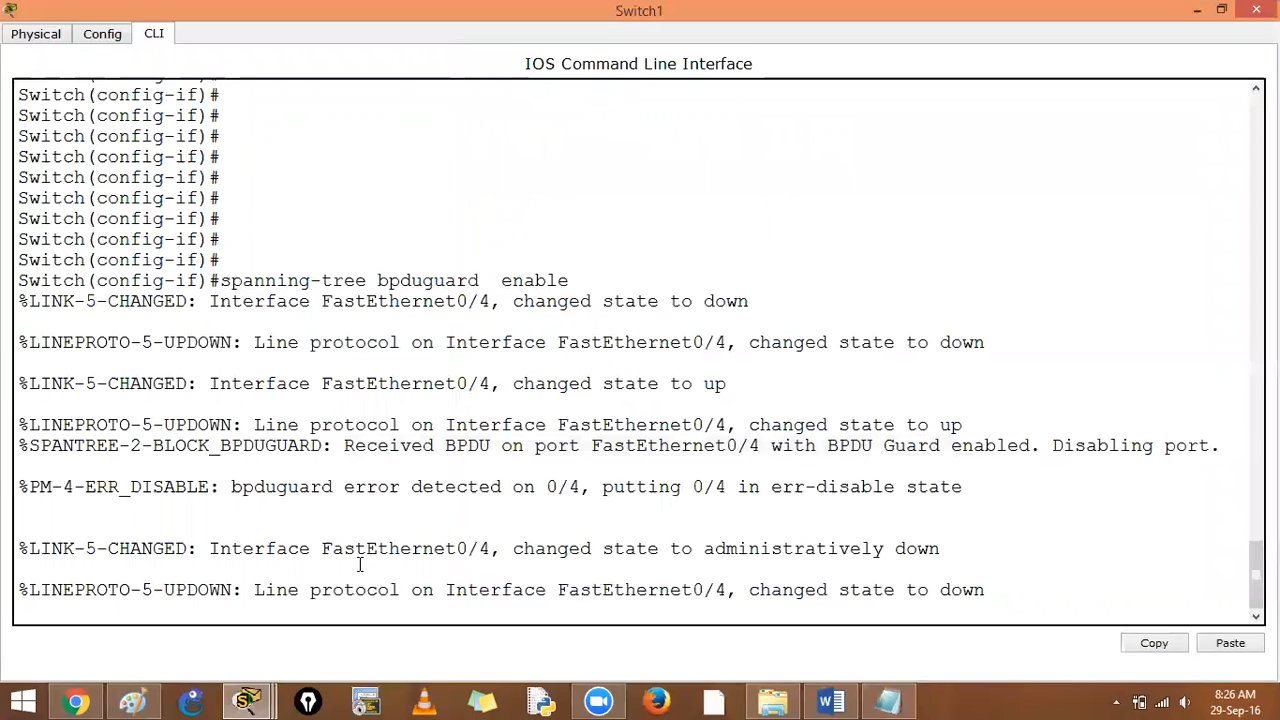 Switch1
Physical Config CLI
IOS Command Line Interface
Switch(config-if)#
Switch(config-if)#
Switch(config-if)#
Switch(config-if)#
Switch(config-if)#
Switch(config-if)#
Switch(config-if)#
Switch(config-if)#
Switch(config-if)#
Switch(config-if)#spanning-tree bpduguard  enable
%LINK-5-CHANGED: Interface FastEthernet0/4, changed state to down
%LINEPROTO-5-UPDOWN: Line protocol on Interface FastEthernet0/4, changed state to down
%LINK-5-CHANGED: Interface FastEthernet0/4, changed state to up
%LINEPROTO-5-UPDOWN: Line protocol on Interface FastEthernet0/4, changed state to up
%SPANTREE-2-BLOCK_BPDUGUARD: Received BPDU on port FastEthernet0/4 with BPDU Guard enabled. Disabling port.
%PM-4-ERR_DISABLE: bpduguard error detected on 0/4, putting 0/4 in err-disable state
%LINK-5-CHANGED: Interface FastEthernet0/4, changed state to administratively down
%LINEPROTO-5-UPDOWN: Line protocol on Interface FastEthernet0/4, changed state to down
Copy Paste
8:26 AM
29-Sep-16